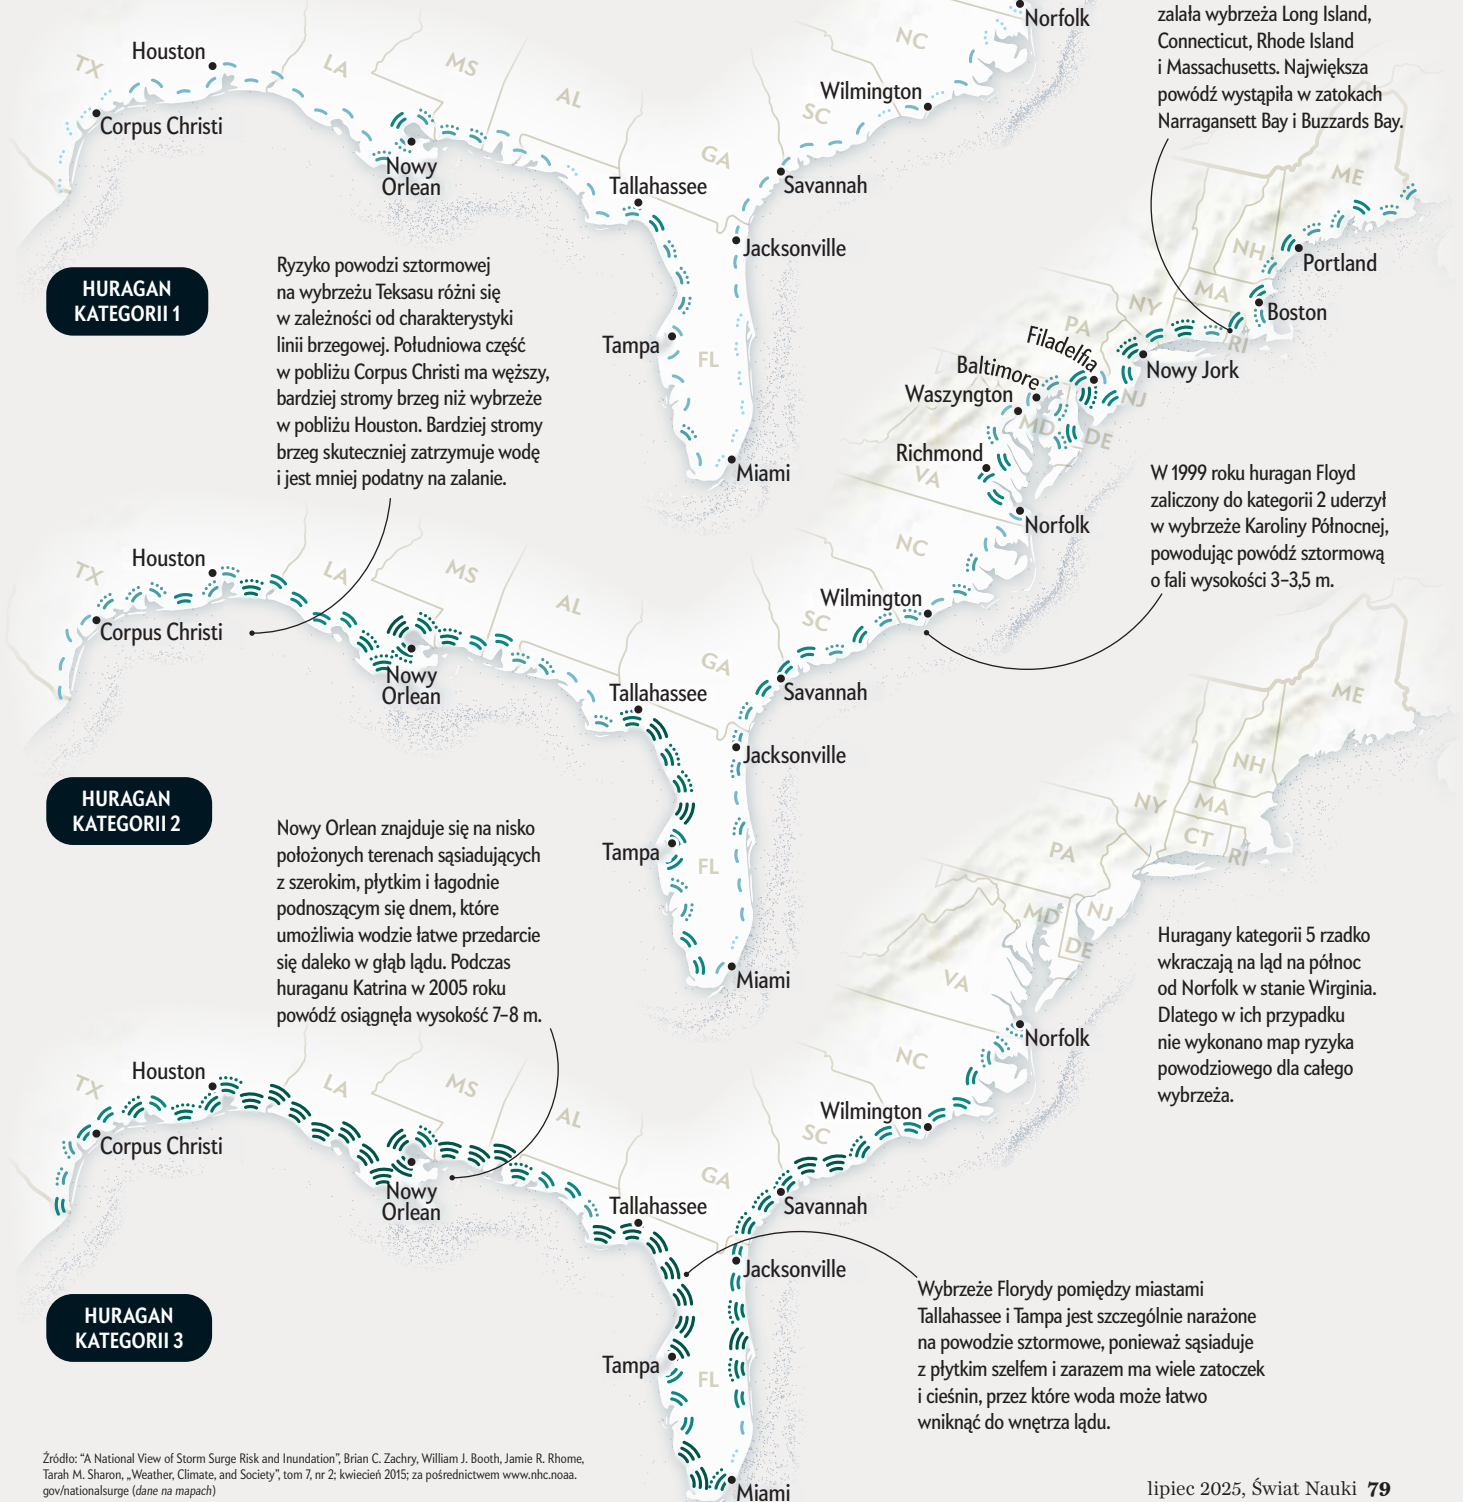 Norfolk
NC
Wilmington
SC
Savannah
GA
Jacksonville
Houston
TX
LA
MS
AL
Corpus Christi
Nowy
Orlean
Tallahassee
Tampa
FL
Miami
HURAGAN
KATEGORII 1
zalała wybrzeża Long Island,
Connecticut, Rhode Island
i Massachusetts. Największa
powódź wystąpiła w zatokach
Narragansett Bay i Buzzards Bay.
Ryzyko powodzi sztormowej
na wybrzeżu Teksasu różni się
w zależności od charakterystyki
linii brzegowej. Południowa część
w pobliżu Corpus Christi ma węższy,
bardziej stromy brzeg niż wybrzeże
w pobliżu Houston. Bardziej stromy
brzeg skuteczniej zatrzymuje wodę
i jest mniej podatny na zalanie.
ME
NH
Portland
MA
Boston
NY
RI
PA
Filadelfia
Nowy Jork
Baltimore
NJ
Waszyngton
MD
DE
Richmond
VA
Norfolk
NC
Wilmington
SC
Savannah
GA
Jacksonville
Houston
TX
LA
MS
AL
Corpus Christi
Nowy
Orlean
Tallahassee
Tampa
FL
Miami
HURAGAN
KATEGORII 2
W 1999 roku huragan Floyd
zaliczony do kategorii 2 uderzył
w wybrzeże Karoliny Północnej,
powodując powódź sztormową
o fali wysokości 3–3,5 m.
Nowy Orlean znajduje się na nisko
położonych terenach sąsiadujących
z szerokim, płytkim i łagodnie
podnoszącym się dnem, które
umożliwia wodzie łatwe przedarcie
się daleko w głąb lądu. Podczas
huraganu Katrina w 2005 roku
powódź osiągnęła wysokość 7–8 m.
ME
NH
NY
MA
CT
RI
PA
MD
NJ
DE
VA
Norfolk
NC
Wilmington
SC
Savannah
GA
Jacksonville
Houston
TX
LA
MS
AL
Corpus Christi
Nowy
Orlean
Tallahassee
Tampa
FL
Miami
HURAGAN
KATEGORII 3
Huragany kategorii 5 rzadko
wkraczają na ląd na północ
od Norfolk w stanie Wirginia.
Dlatego w ich przypadku
nie wykonano map ryzyka
powodziowego dla całego
wybrzeża.
Wybrzeże Florydy pomiędzy miastami
Tallahassee i Tampa jest szczególnie narażone
na powodzie sztormowe, ponieważ sąsiaduje
z płytkim szelfem i zarazem ma wiele zatoczek
i cieśnin, przez które woda może łatwo
wniknąć do wnętrza lądu.
Źródło: "A National View of Storm Surge Risk and Inundation", Brian C. Zachry, William J. Booth, Jamie R. Rhome,
Tarah M. Sharon, „Weather, Climate, and Society", tom 7, nr 2; kwiecień 2015; za pośrednictwem www.nhc.noaa.
gov/nationalsurge (dane na mapach)
lipiec 2025, Świat Nauki 79